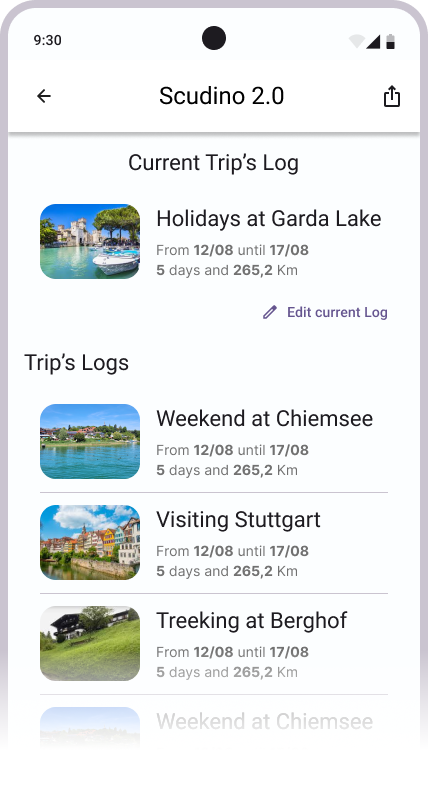 9:30
Scudino 2.0
Current Trip's Log
Holidays at Garda Lake
From 12/08 until 17/08
5 days and 265,2 Km
Edit current Log
Trip's Logs
Weekend at Chiemsee
From 12/08 until 17/08
5 days and 265,2 Km
Visiting Stuttgart
From 12/08 until 17/08
5 days and 265,2 Km
Treeking at Berghof
From 12/08 until 17/08
5 days and 265,2 Km
Weekend at Chiemsee